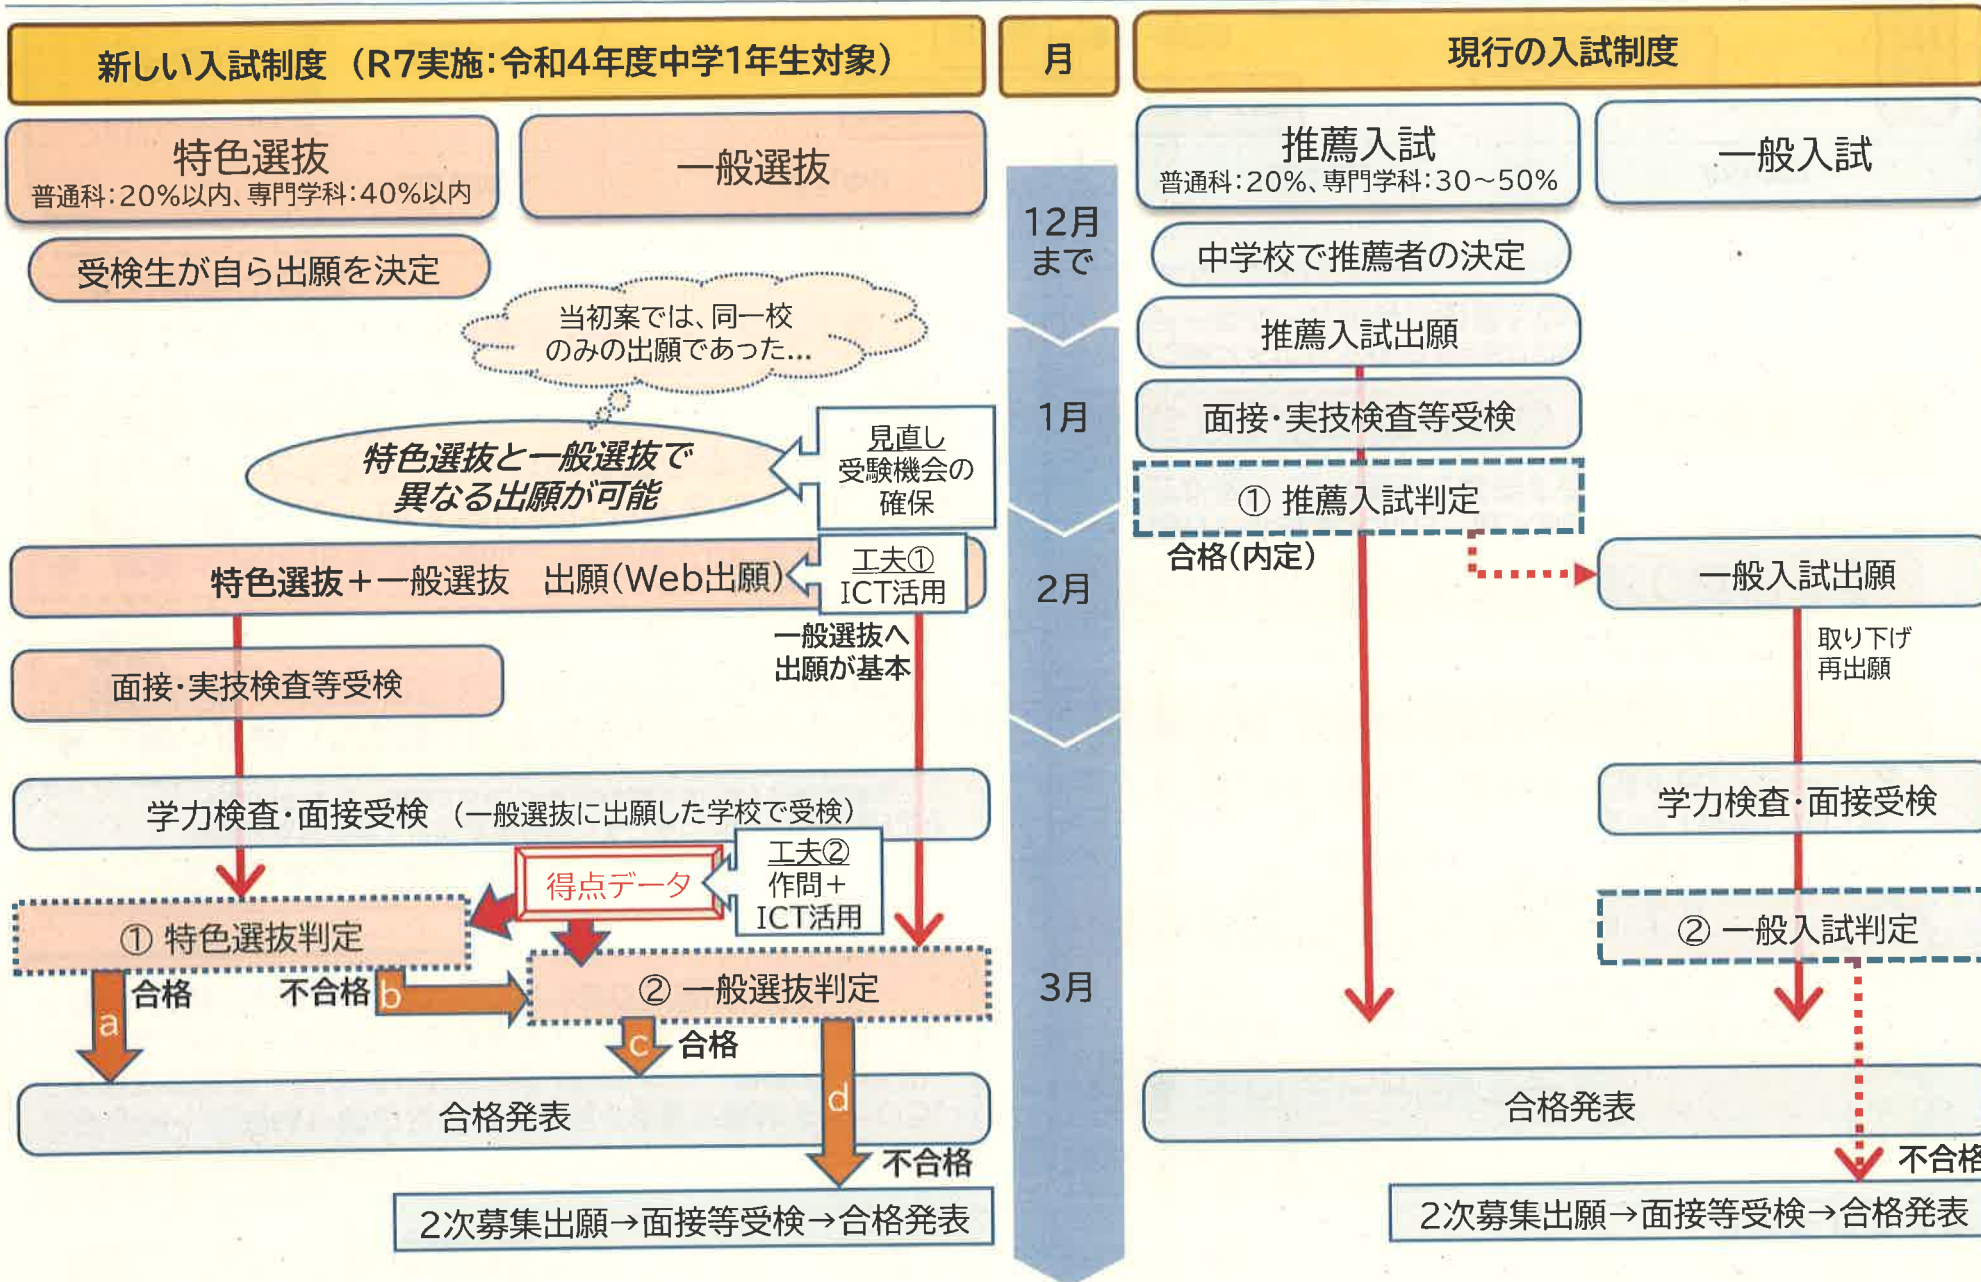 新しい入試制度（R7実施：令和4年度中学1年生対象）
月
現行の入試制度
特色選抜
普通科：20%以内、専門学科：40%以内
一般選抜
推薦入試
普通科：20%、専門学科：30～50%
一般入試
受検生が自ら出願を決定
12月
まで
中学校で推薦者の決定
当初案では、同一校
のみの出願であった…
推薦入試出願
特色選抜と一般選抜で
異なる出願が可能
見直し
受験機会の
確保
1月
面接・実技検査等受検
① 推薦入試判定
合格（内定）
特色選抜＋一般選抜　出願（Web出願）
工夫①
ICT活用
2月
一般入試出願
一般選抜へ
出願が基本
取り下げ
再出願
面接・実技検査等受検
学力検査・面接受検（一般選抜に出願した学校で受検）
学力検査・面接受検
得点データ
工夫②
作問＋
ICT活用
① 特色選抜判定
② 一般入試判定
合格
不合格
a
b
② 一般選抜判定
3月
c
合格
d
合格発表
合格発表
不合格
不合格
2次募集出願→面接等受検→合格発表
2次募集出願→面接等受検→合格発表